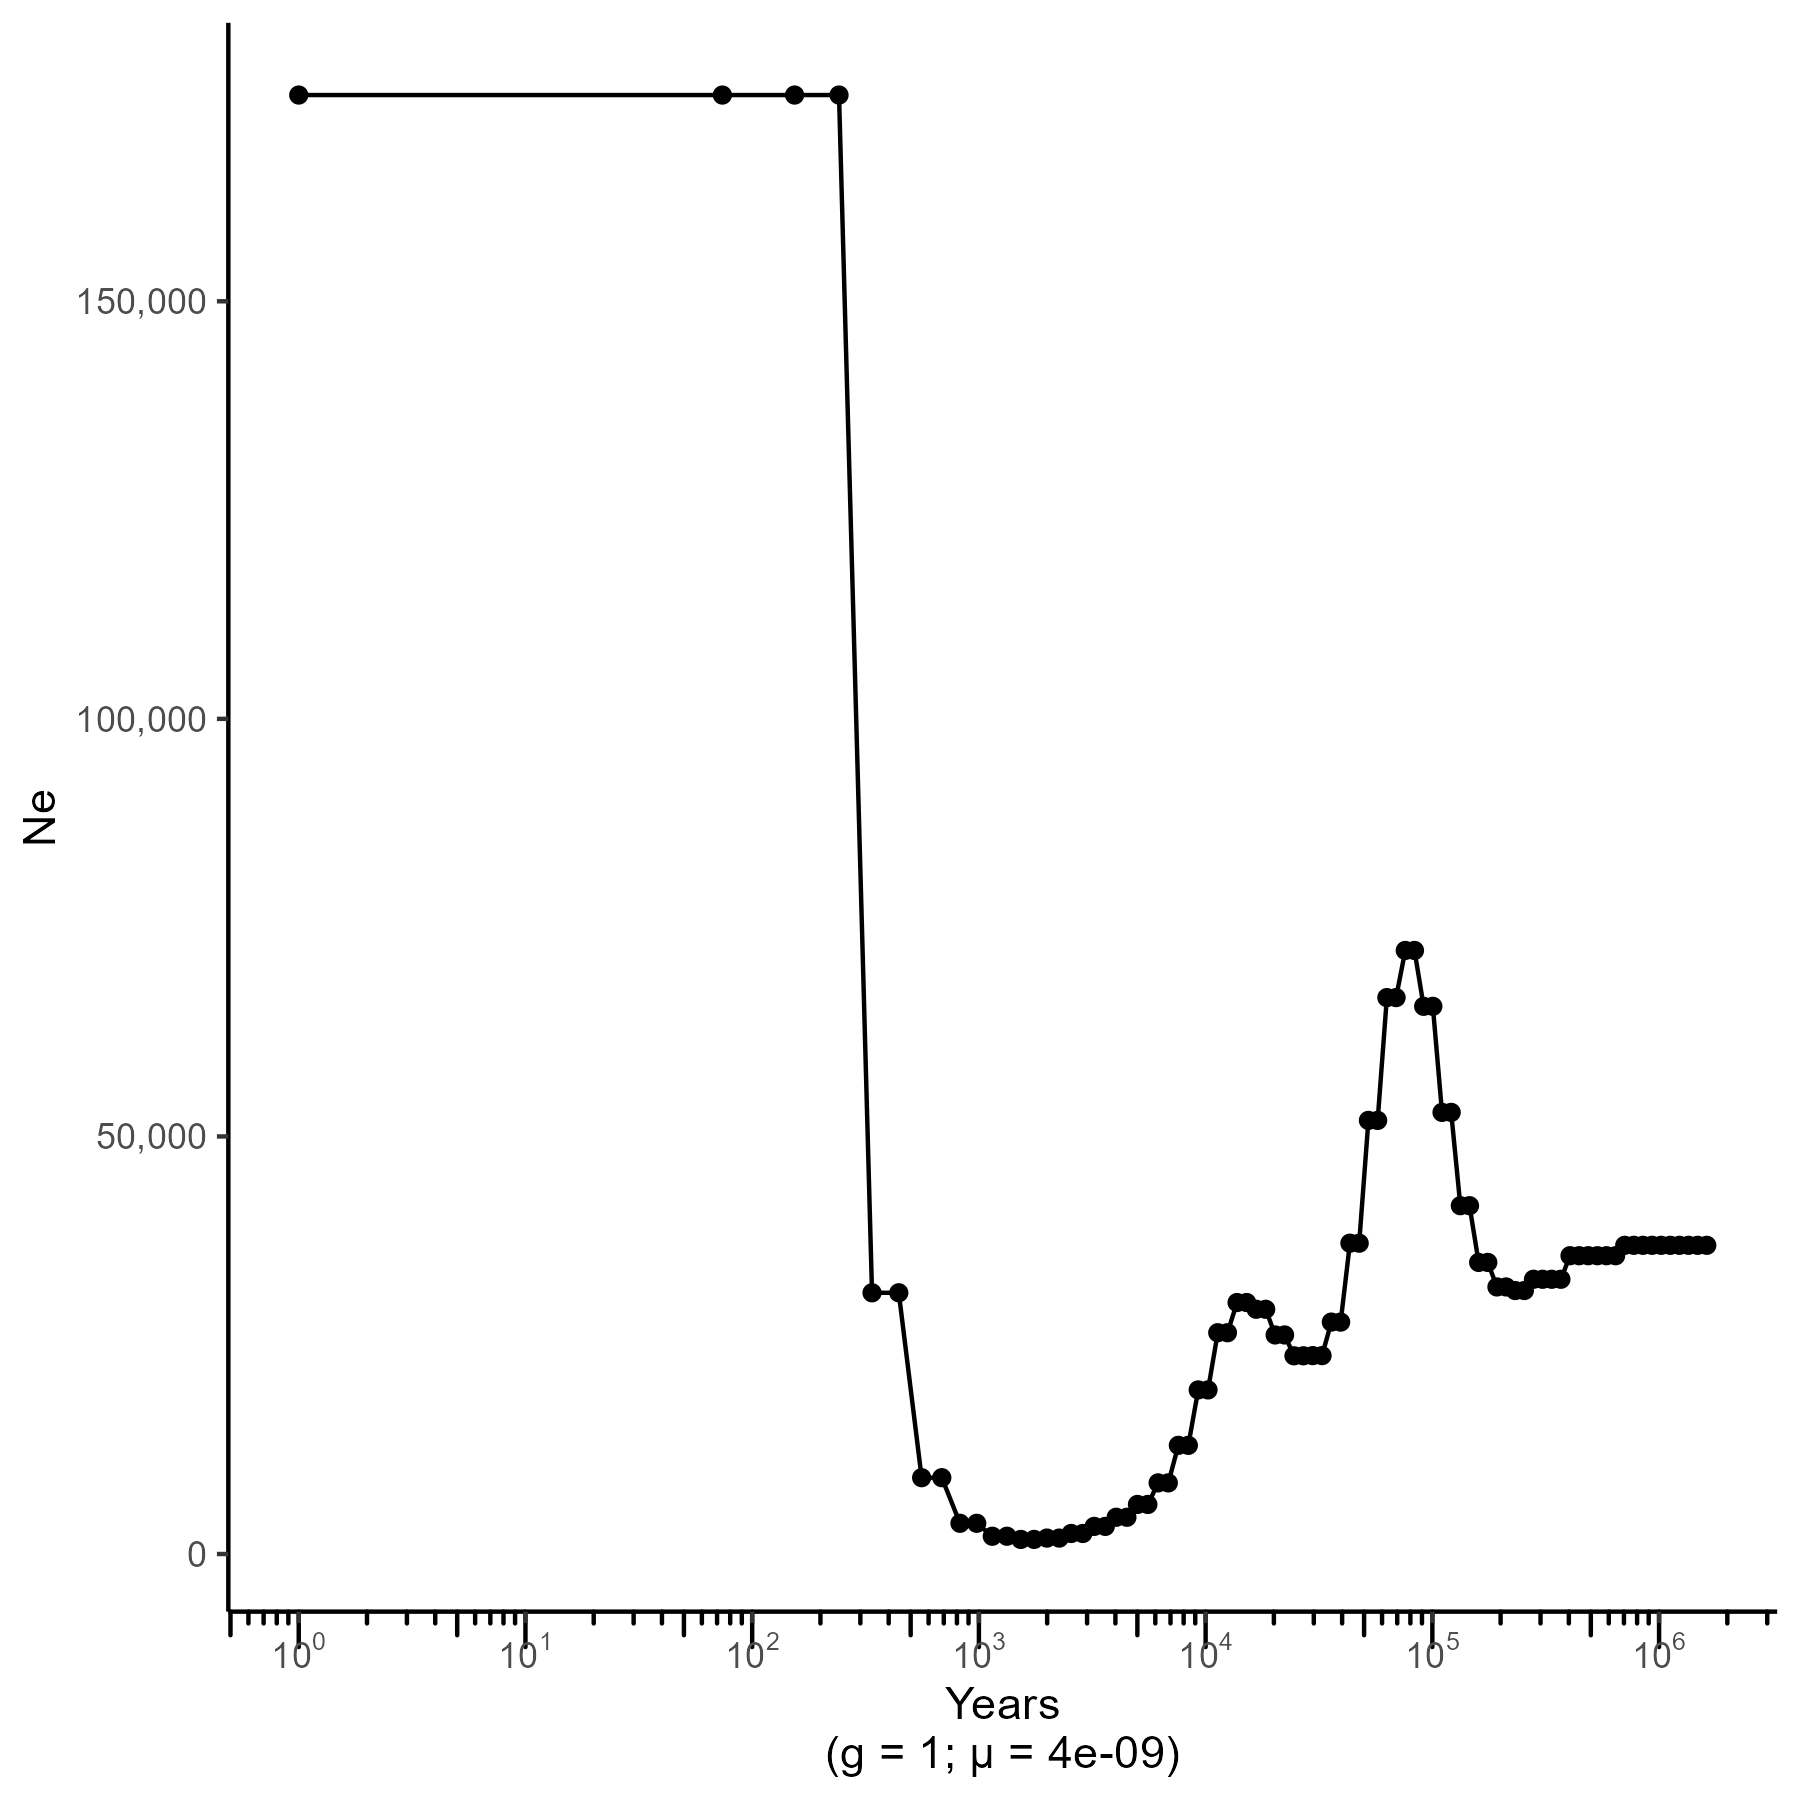 Ne
150,000
100,000
50,000
0
10⁰ 10¹ 10² 10³ 10⁴ 10⁵ 10⁶
Years
(g = 1; μ = 4e-09)